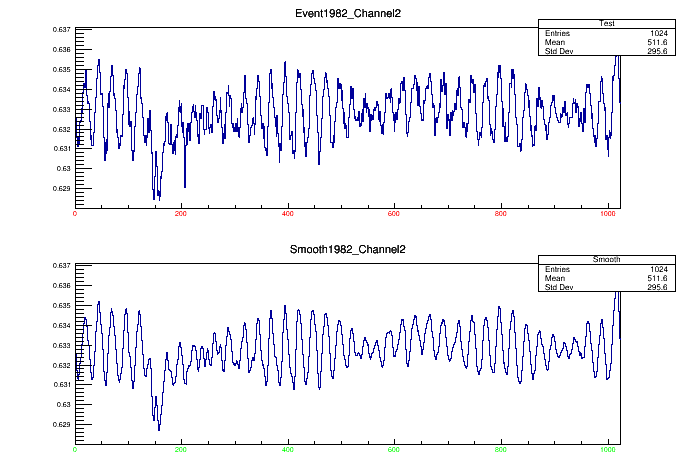 Event1982_Channel2
Test
Entries 1024
Mean 511.6
Std Dev 295.6
0.637
0.636
0.635
0.634
0.633
0.632
0.631
0.63
0.629
0 200 400 600 800 1000
Smooth1982_Channel2
Smooth
Entries 1024
Mean 511.6
Std Dev 295.6
0.637
0.636
0.635
0.634
0.633
0.632
0.631
0.63
0.629
0 200 400 600 800 1000